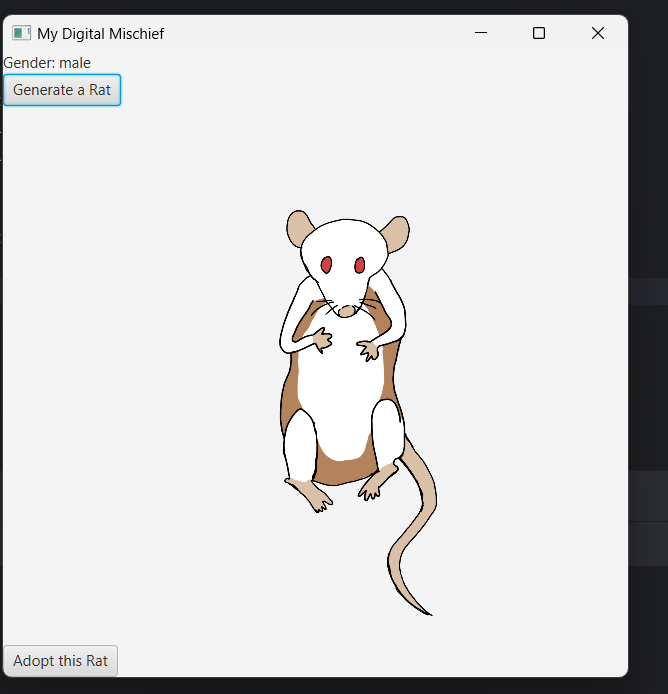 My Digital Mischief
Gender: male
Generate a Rat
Adopt this Rat